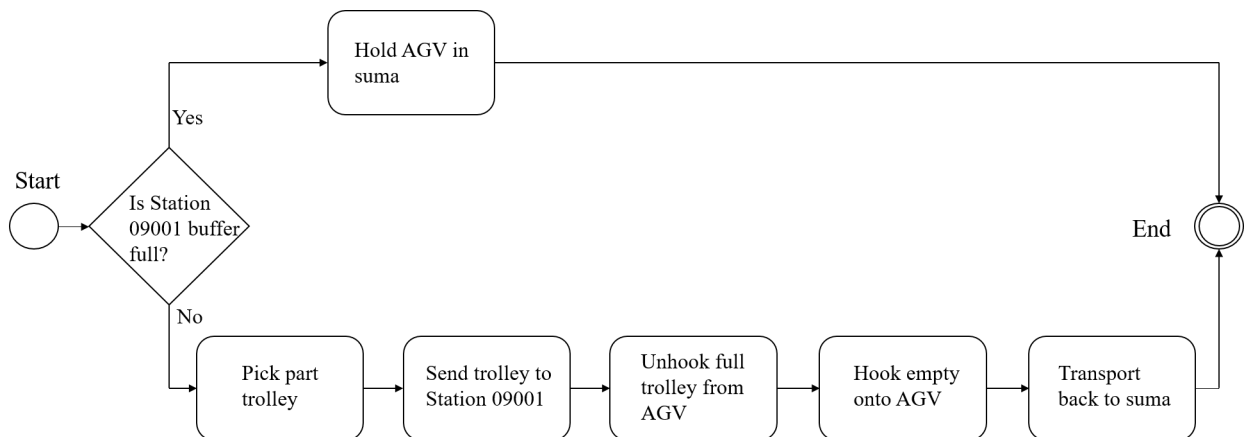 Hold AGV in
suma
Yes
Start
Is Station
09001 buffer
full?
End
No
Pick part
trolley
Send trolley to
Station 09001
Unhook full
trolley from
AGV
Hook empty
onto AGV
Transport
back to suma